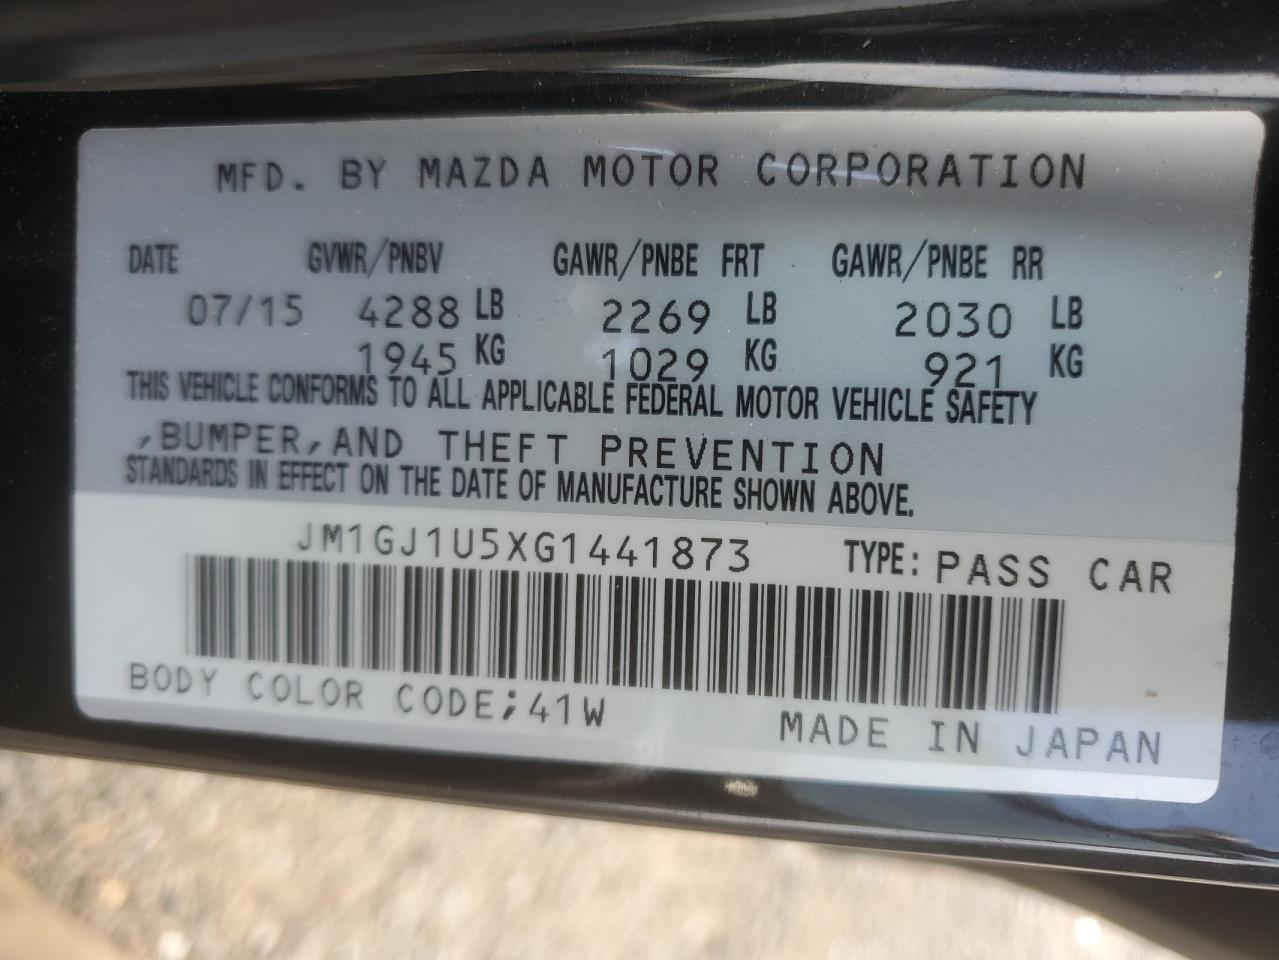 MFD. BY MAZDA MOTOR CORPORATION
DATE GVWR/PNBV GAWR/PNBE FRT GAWR/PNBE RR
07/15 4288 LB 2269 LB 2030 LB
1945 KG 1029 KG 921 KG
THIS VEHICLE CONFORMS TO ALL APPLICABLE FEDERAL MOTOR VEHICLE SAFETY
,BUMPER,AND THEFT PREVENTION
STANDARDS IN EFFECT ON THE DATE OF MANUFACTURE SHOWN ABOVE.
JM1GJ1U5XG1441873 TYPE: PASS CAR
BODY COLOR CODE;41W
MADE IN JAPAN